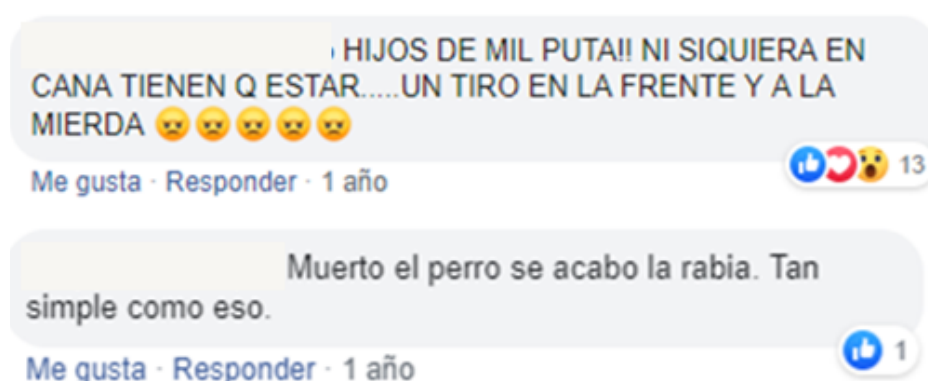 HIJOS DE MIL PUTA!! NI SIQUIERA EN
CANA TIENEN Q ESTAR.....UN TIRO EN LA FRENTE Y A LA
MIERDA 😠😠😠😠😠
13
Me gusta · Responder · 1 año
Muerto el perro se acabo la rabia. Tan
simple como eso.
1
Me gusta · Responder · 1 año